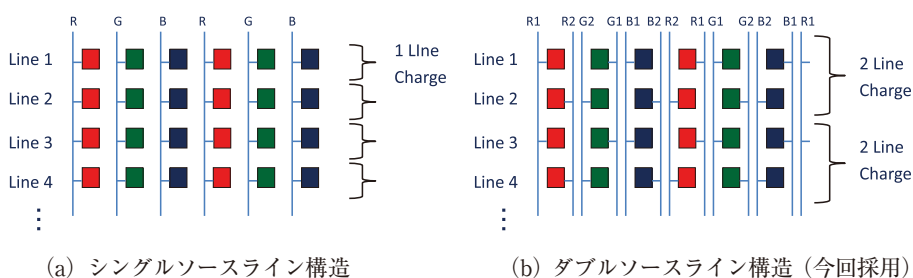 R G B R G B
Line 1
Line 2
Line 3
Line 4
⋮
1 LIne
Charge
(a) シングルソースライン構造
R1 R2 G2 G1 B1 B2 R2 R1 G1 G2 B2 B1 R1
Line 1
Line 2
Line 3
Line 4
⋮
2 Line
Charge
2 Line
Charge
(b) ダブルソースライン構造（今回採用）